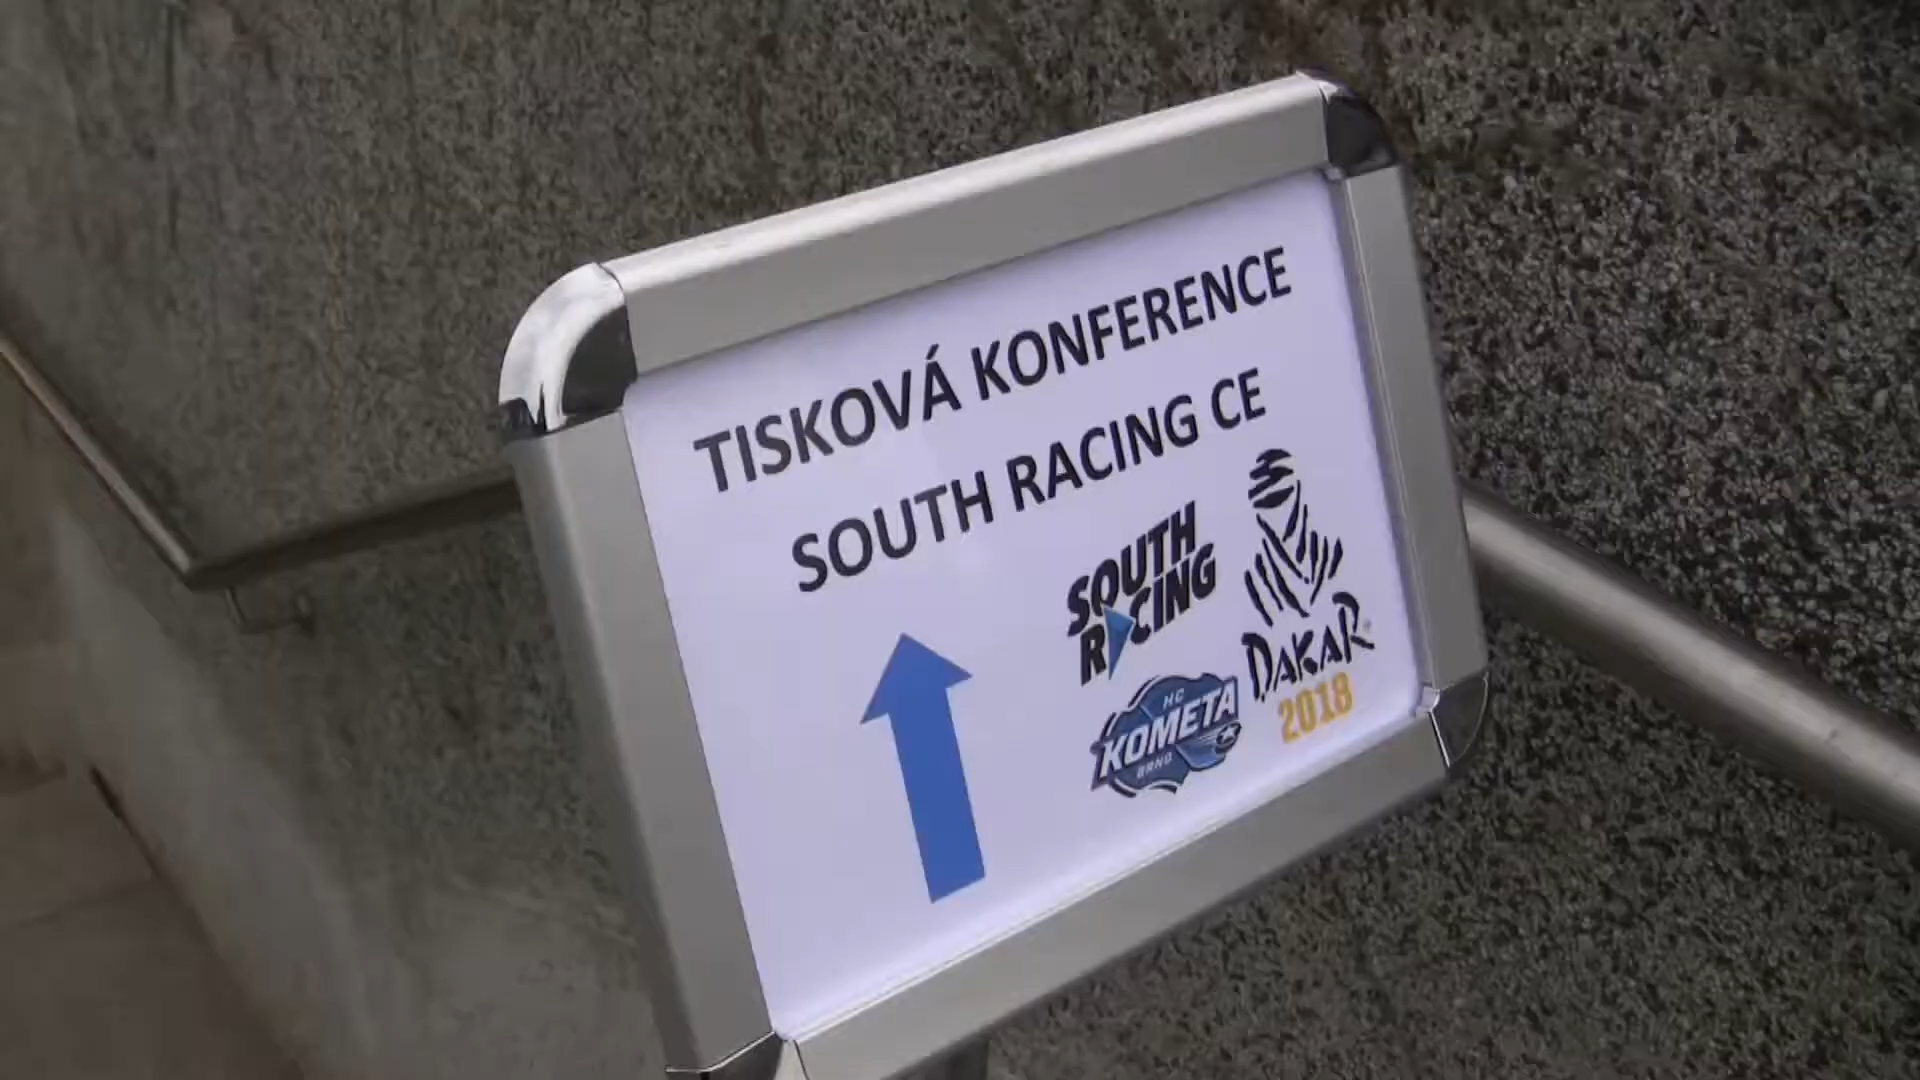 TISKOVÁ KONFERENCE
SOUTH RACING CE
SOUTH
RACING
HC
KOMETA
BRNO
DAKAR
2018